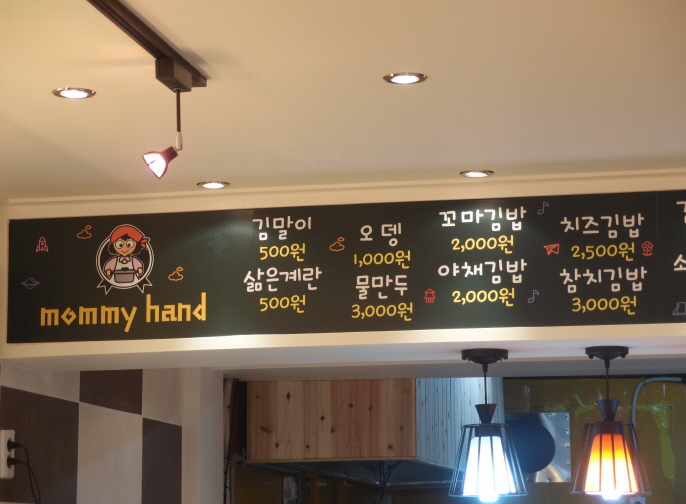 mommy hand
김말이
500원
삶은계란
500원
오뎅
1,000원
물만두
3,000원
꼬마김밥
2,000원
야채김밥
2,000원
치즈김밥
2,500원
참치김밥
3,000원